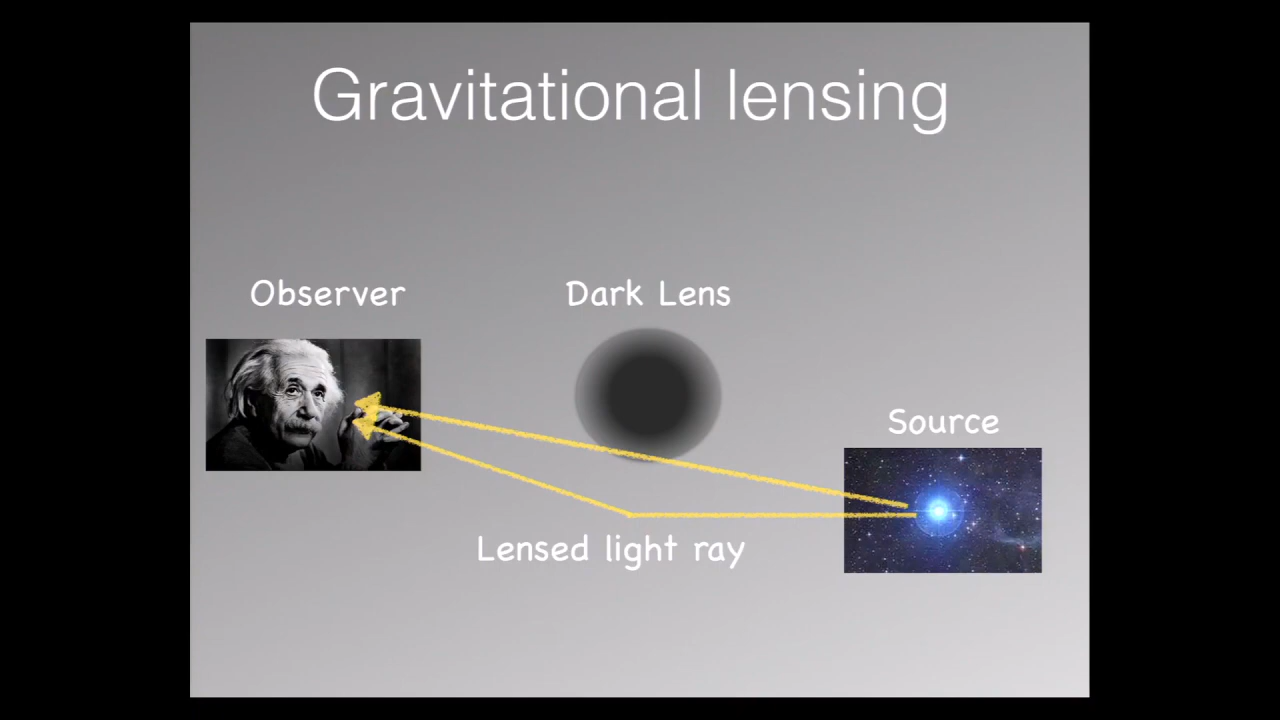 Gravitational lensing
Observer
Dark Lens
Source
Lensed light ray